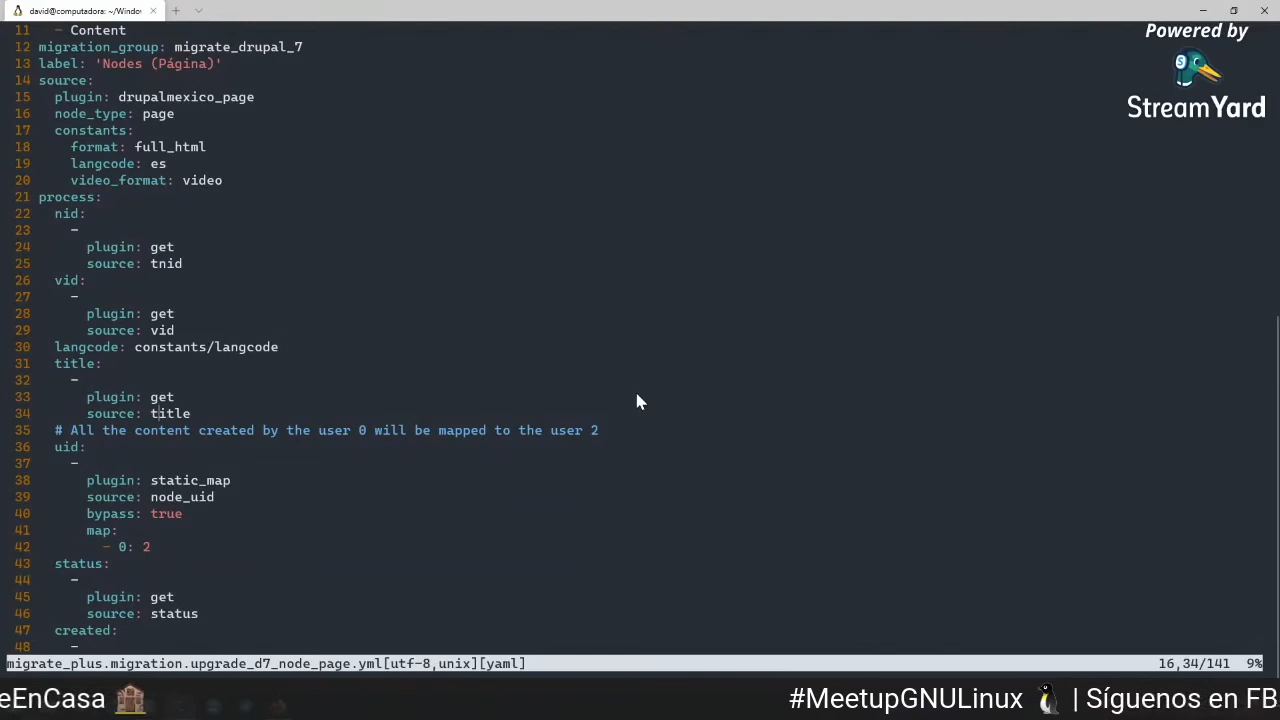 david@computadora: ~/Window
Powered by
StreamYard
11 - Content
12 migration_group: migrate_drupal_7
13 label: 'Nodes (Página)'
14 source:
15 plugin: drupalmexico_page
16 node_type: page
17 constants:
18 format: full_html
19 langcode: es
20 video_format: video
21 process:
22 nid:
23 -
24 plugin: get
25 source: tnid
26 vid:
27 -
28 plugin: get
29 source: vid
30 langcode: constants/langcode
31 title:
32 -
33 plugin: get
34 source: title
35 # All the content created by the user 0 will be mapped to the user 2
36 uid:
37 -
38 plugin: static_map
39 source: node_uid
40 bypass: true
41 map:
42 - 0: 2
43 status:
44 -
45 plugin: get
46 source: status
47 created:
48 -
migrate_plus.migration.upgrade_d7_node_page.yml[utf-8,unix][yaml] 16,34/141 9%
eEnCasa #MeetupGNULinux | Síguenos en FB